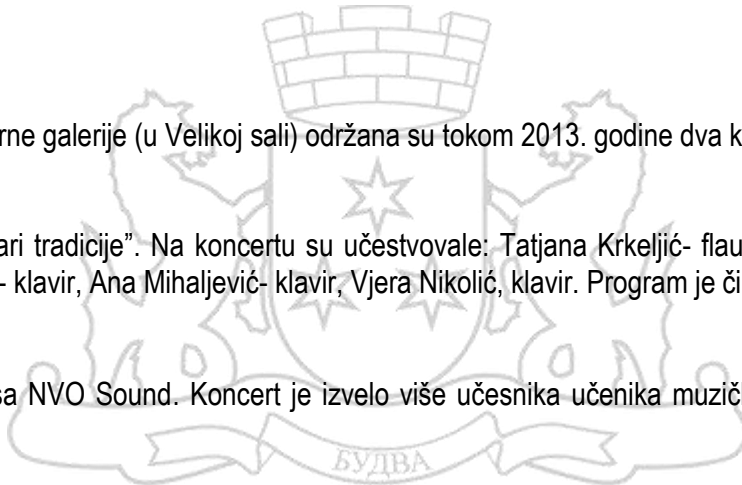 rne galerije (u Velikoj sali) održana su tokom 2013. godine dva k
ari tradicije”. Na koncertu su učestvovale: Tatjana Krkeljić- flau
- klavir, Ana Mihaljević- klavir, Vjera Nikolić, klavir. Program je či
sa NVO Sound. Koncert je izvelo više učesnika učenika muzič
БУДВА